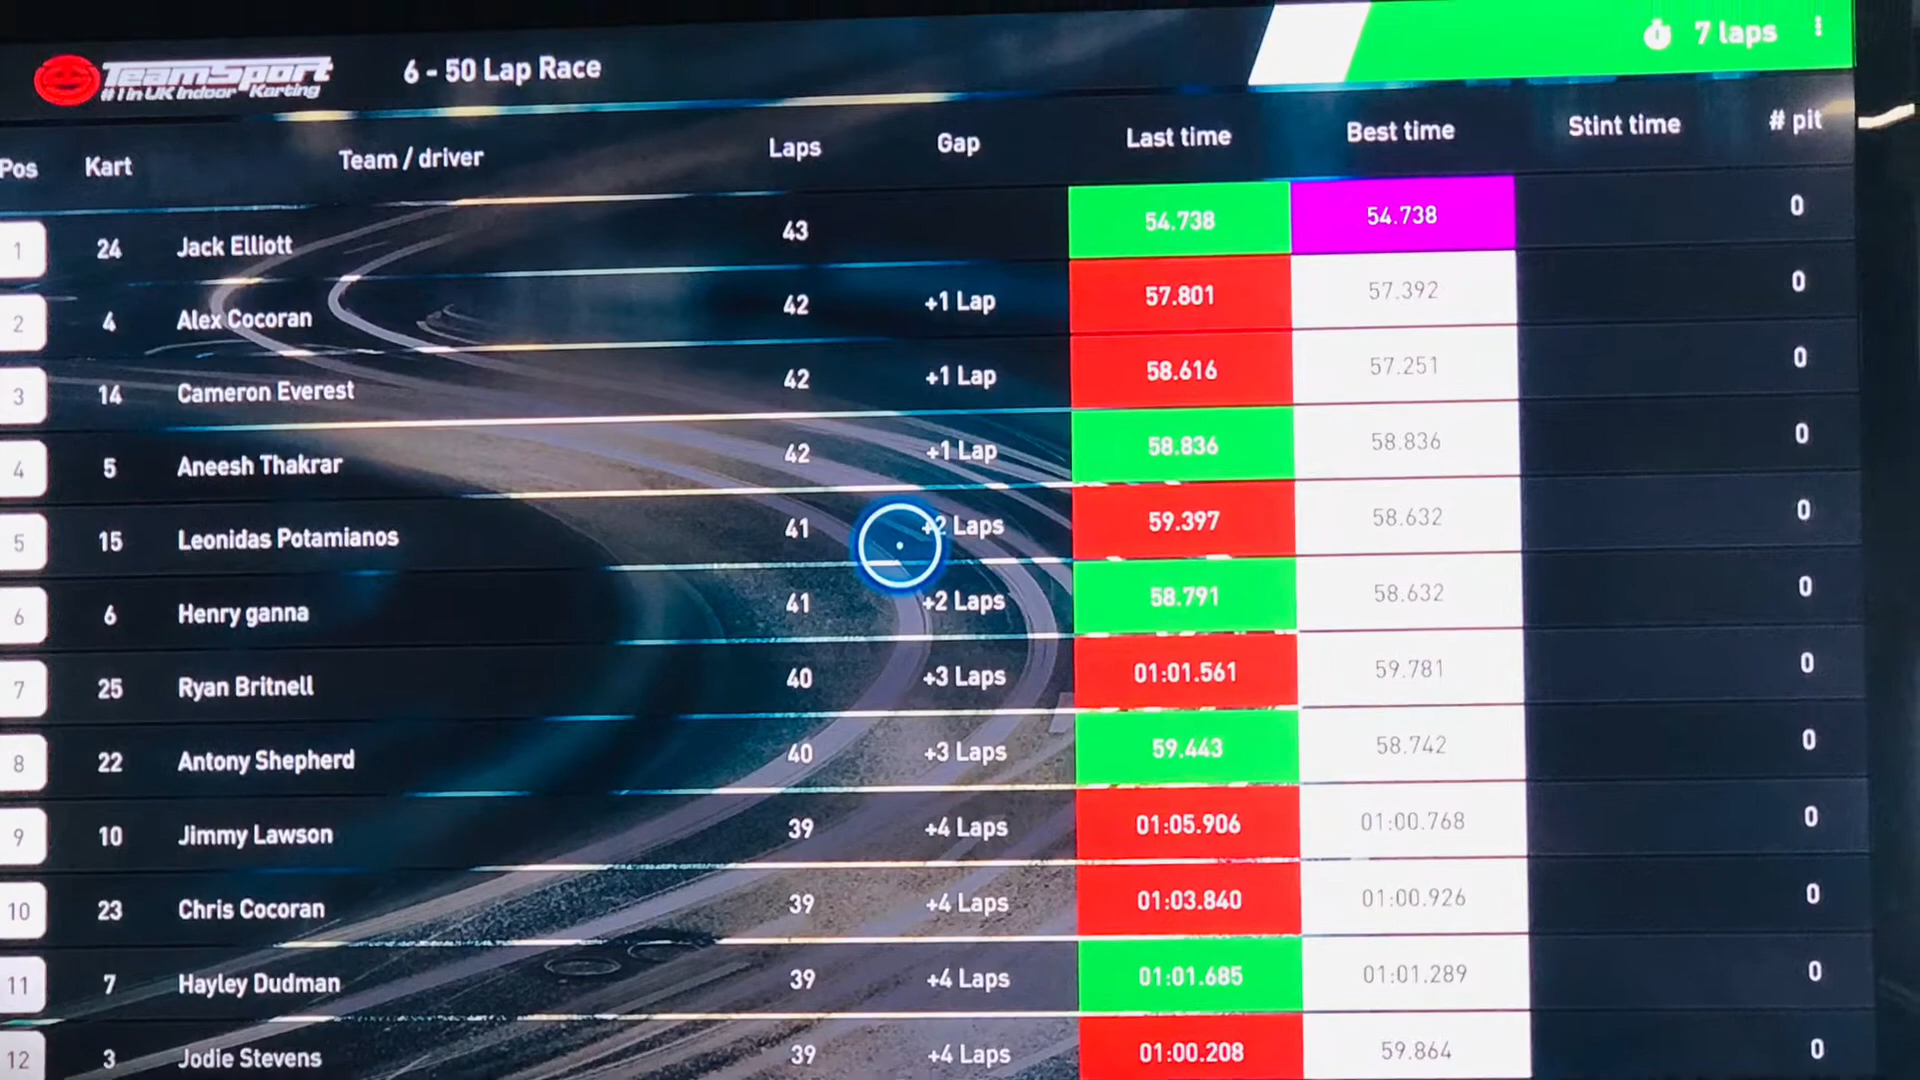 TeamSport
#1 in UK Indoor Karting
6 - 50 Lap Race
7 laps
Pos Kart Team / driver Laps Gap Last time Best time Stint time # pit
1 24 Jack Elliott 43 54.738 54.738 0
2 4 Alex Cocoran 42 +1 Lap 57.801 57.392 0
3 14 Cameron Everest 42 +1 Lap 58.616 57.251 0
4 5 Aneesh Thakrar 42 +1 Lap 58.836 58.836 0
5 15 Leonidas Potamianos 41 +2 Laps 59.397 58.632 0
6 6 Henry ganna 41 +2 Laps 58.791 58.632 0
7 25 Ryan Britnell 40 +3 Laps 01:01.561 59.781 0
8 22 Antony Shepherd 40 +3 Laps 59.443 58.742 0
9 10 Jimmy Lawson 39 +4 Laps 01:05.906 01:00.768 0
10 23 Chris Cocoran 39 +4 Laps 01:03.840 01:00.926 0
11 7 Hayley Dudman 39 +4 Laps 01:01.685 01:01.289 0
12 3 Jodie Stevens 39 +4 Laps 01:00.208 59.864 0